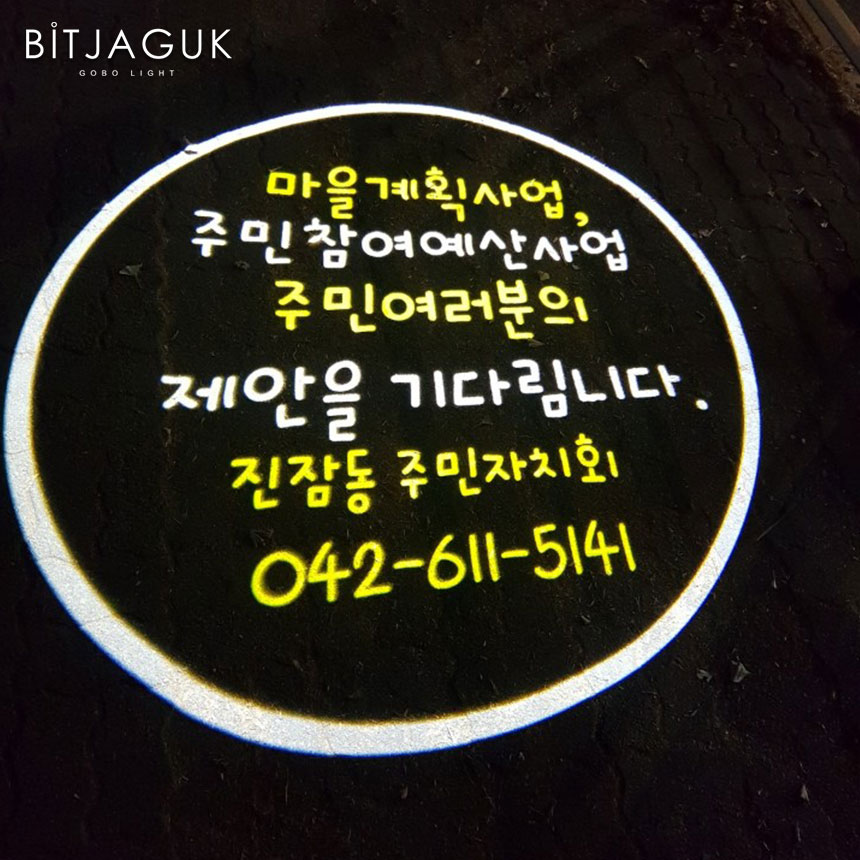 BITJAGUK
GOBO LIGHT
마을계획사업,
주민참여예산사업
주민여러분의
제안을 기다림니다.
진잠동 주민자치회
042-611-5141